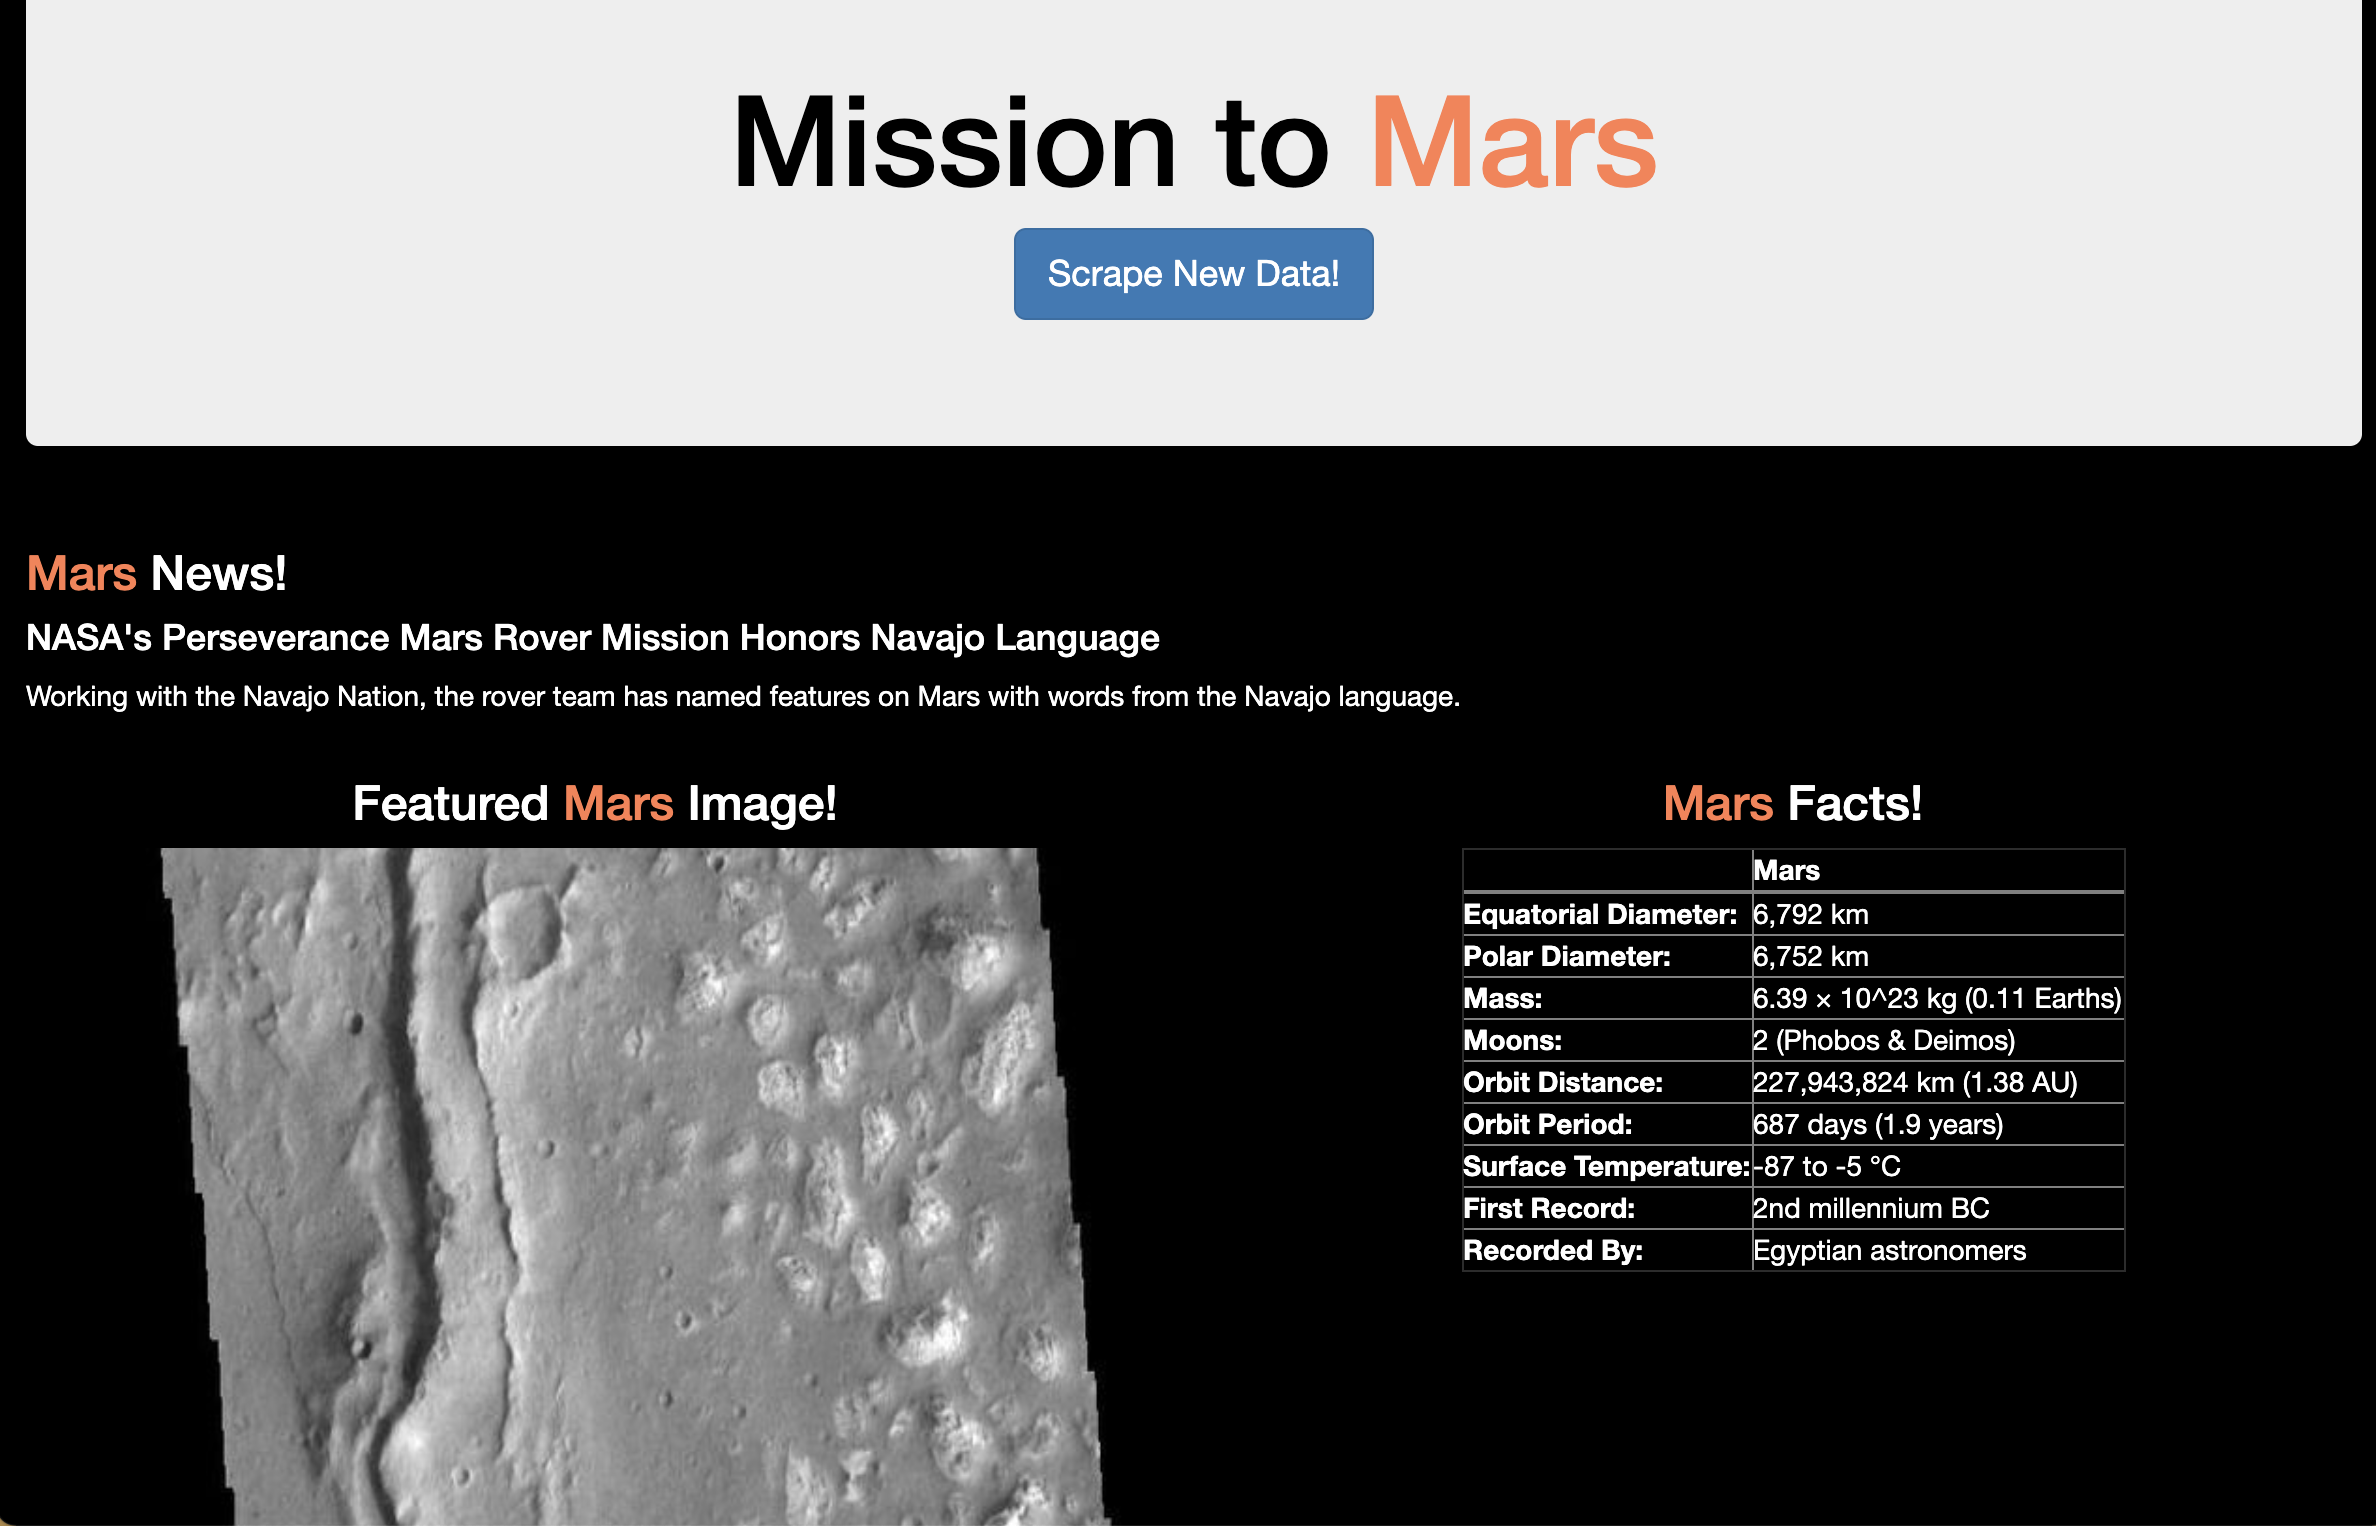 Mission to Mars
Scrape New Data!
Mars News!
NASA's Perseverance Mars Rover Mission Honors Navajo Language
Working with the Navajo Nation, the rover team has named features on Mars with words from the Navajo language.
Featured Mars Image!
Mars Facts!
Mars
Equatorial Diameter: 6,792 km
Polar Diameter: 6,752 km
Mass: 6.39 × 10^23 kg (0.11 Earths)
Moons: 2 (Phobos & Deimos)
Orbit Distance: 227,943,824 km (1.38 AU)
Orbit Period: 687 days (1.9 years)
Surface Temperature: -87 to -5 °C
First Record: 2nd millennium BC
Recorded By: Egyptian astronomers